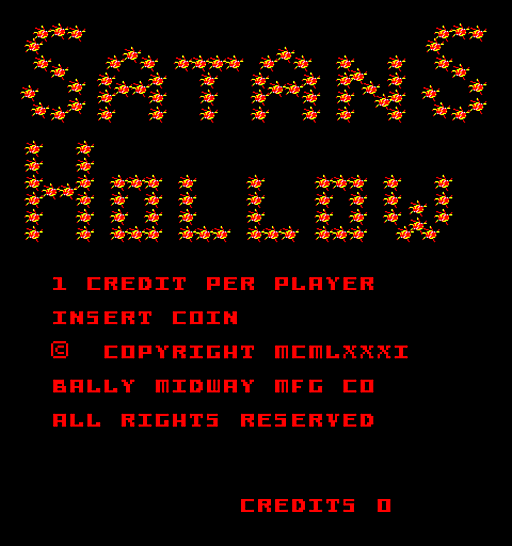 SATANS
HOLLOW
1 CREDIT PER PLAYER
INSERT COIN
© COPYRIGHT MCMLXXXI
BALLY MIDWAY MFG CO
ALL RIGHTS RESERVED
CREDITS 0